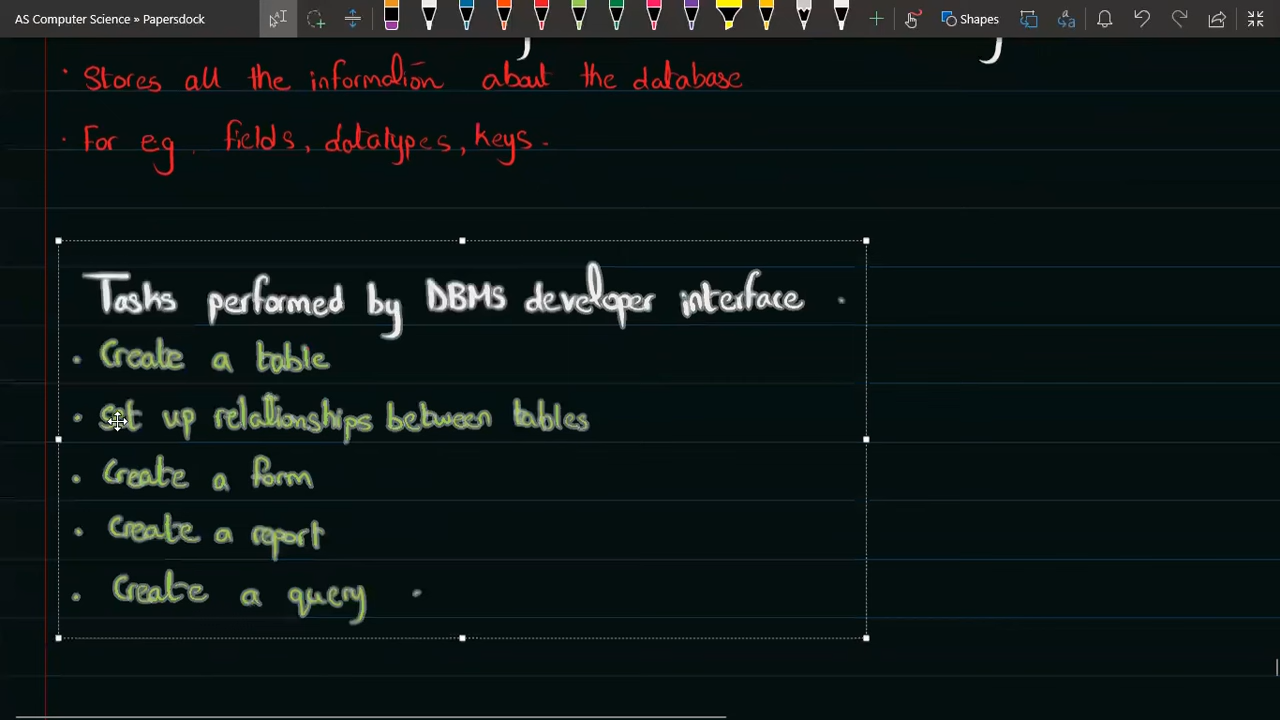 AS Computer Science » Papersdock
Shapes
· Stores all the information about the database
· For eg. fields, datatypes, keys.
Tasks performed by DBMS developer interface.
· Create a table
· Set up relationships between tables
· Create a form
· Create a report
· Create a query.